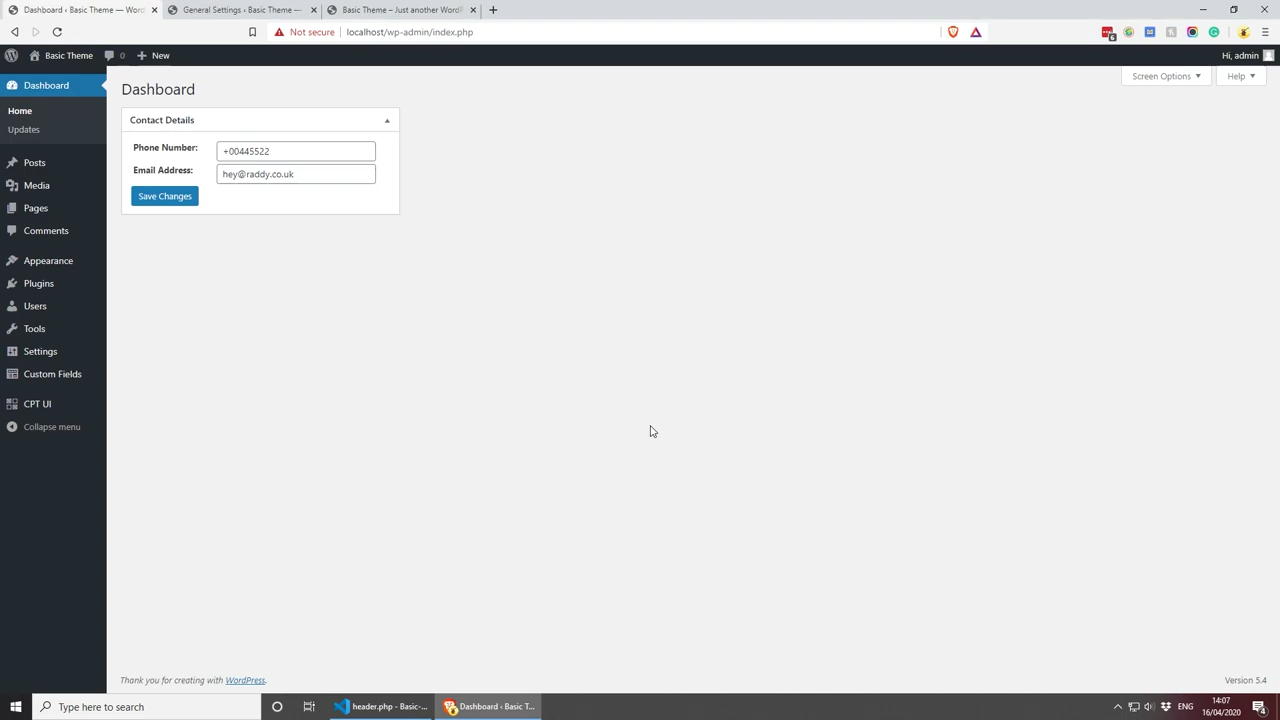 Dashboard ‹ Basic Theme — Wor
General Settings ‹ Basic Theme —
Basic Theme – Just another WordP
Not secure
localhost/wp-admin/index.php
6
Basic Theme
0
New
Hi, admin
Dashboard
Home
Updates
Posts
Media
Pages
Comments
Appearance
Plugins
Users
Tools
Settings
Custom Fields
CPT UI
Collapse menu
Dashboard
Screen Options
Help
Contact Details
Phone Number:
+00445522
Email Address:
hey@raddy.co.uk
Save Changes
Thank you for creating with WordPress.
Version 5.4
Type here to search
header.php - Basic-...
Dashboard ‹ Basic T...
ENG
14:07
16/04/2020
4